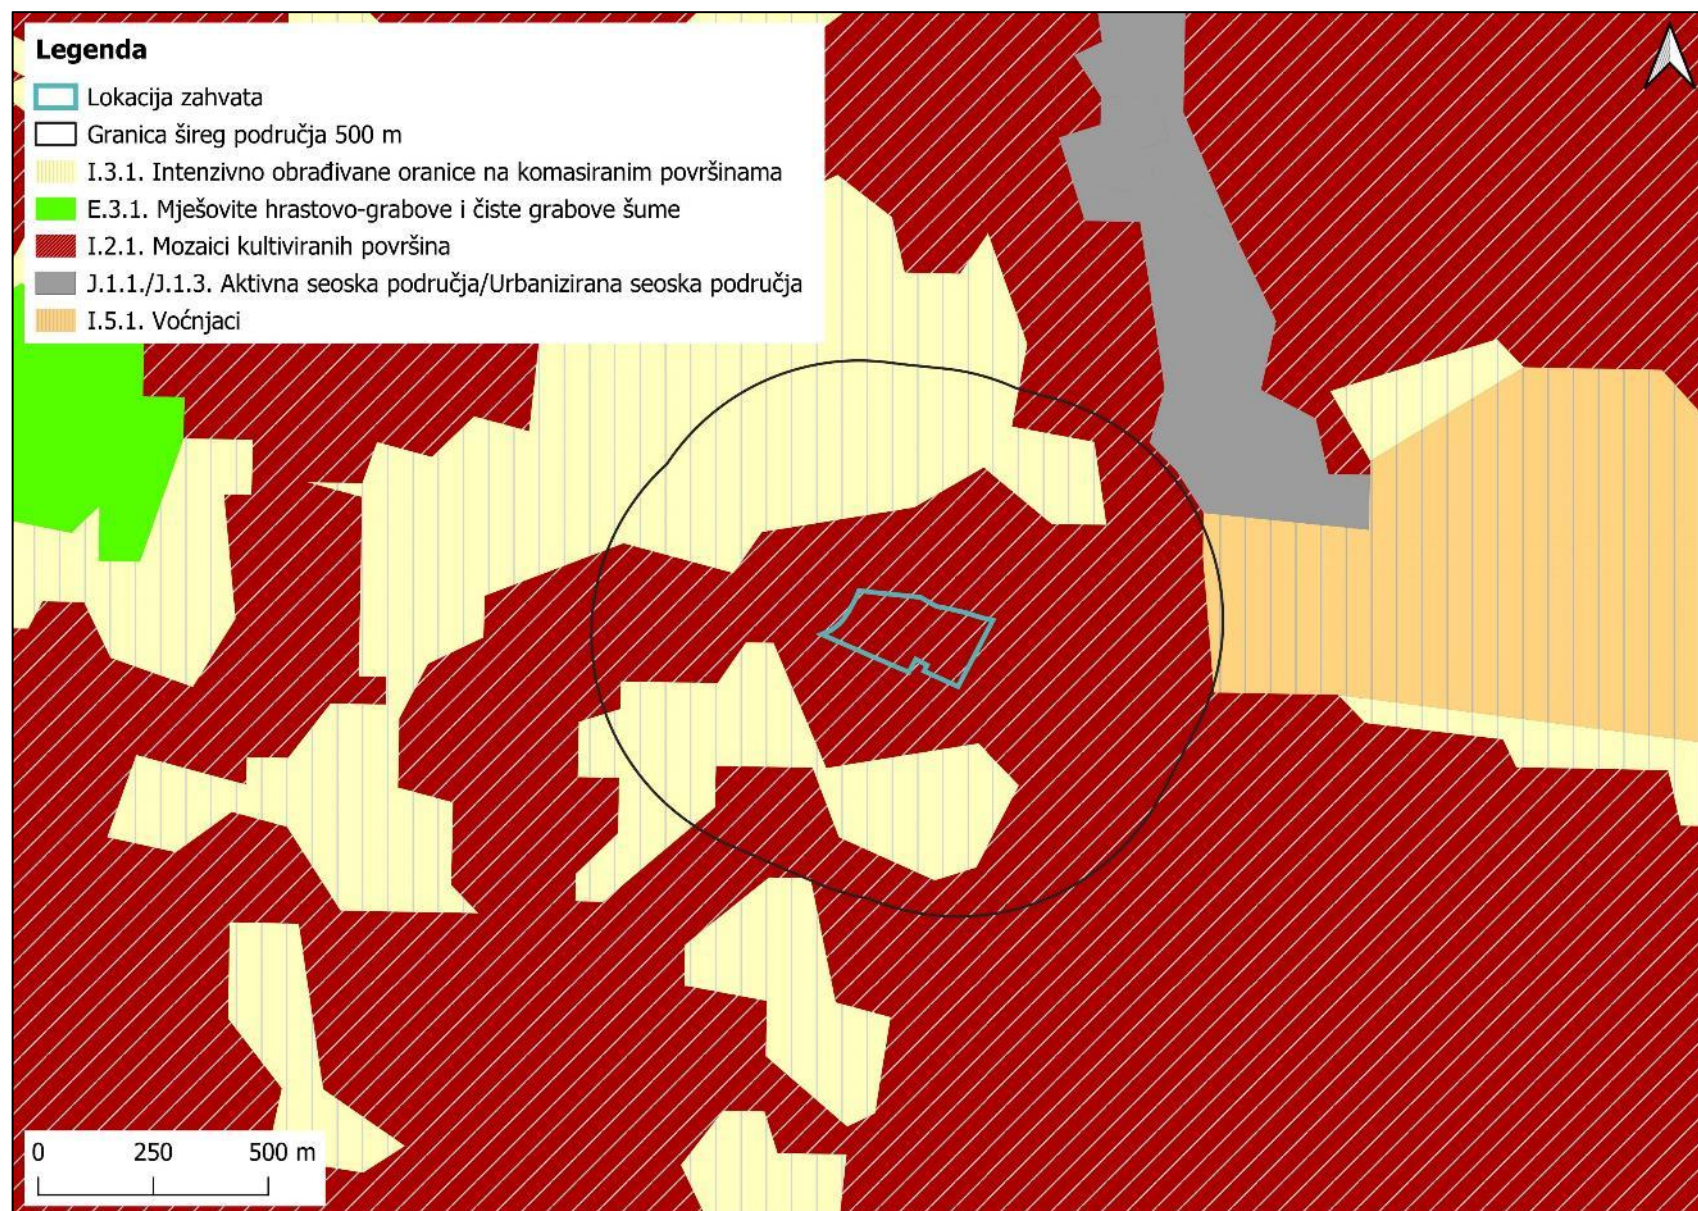 Legenda
Lokacija zahvata
Granica šireg područja 500 m
I.3.1. Intenzivno obrađivane oranice na komasiranim površinama
E.3.1. Mješovite hrastovo-grabove i čiste grabove šume
I.2.1. Mozaici kultiviranih površina
J.1.1./J.1.3. Aktivna seoska područja/Urbanizirana seoska područja
I.5.1. Voćnjaci
0 250 500 m